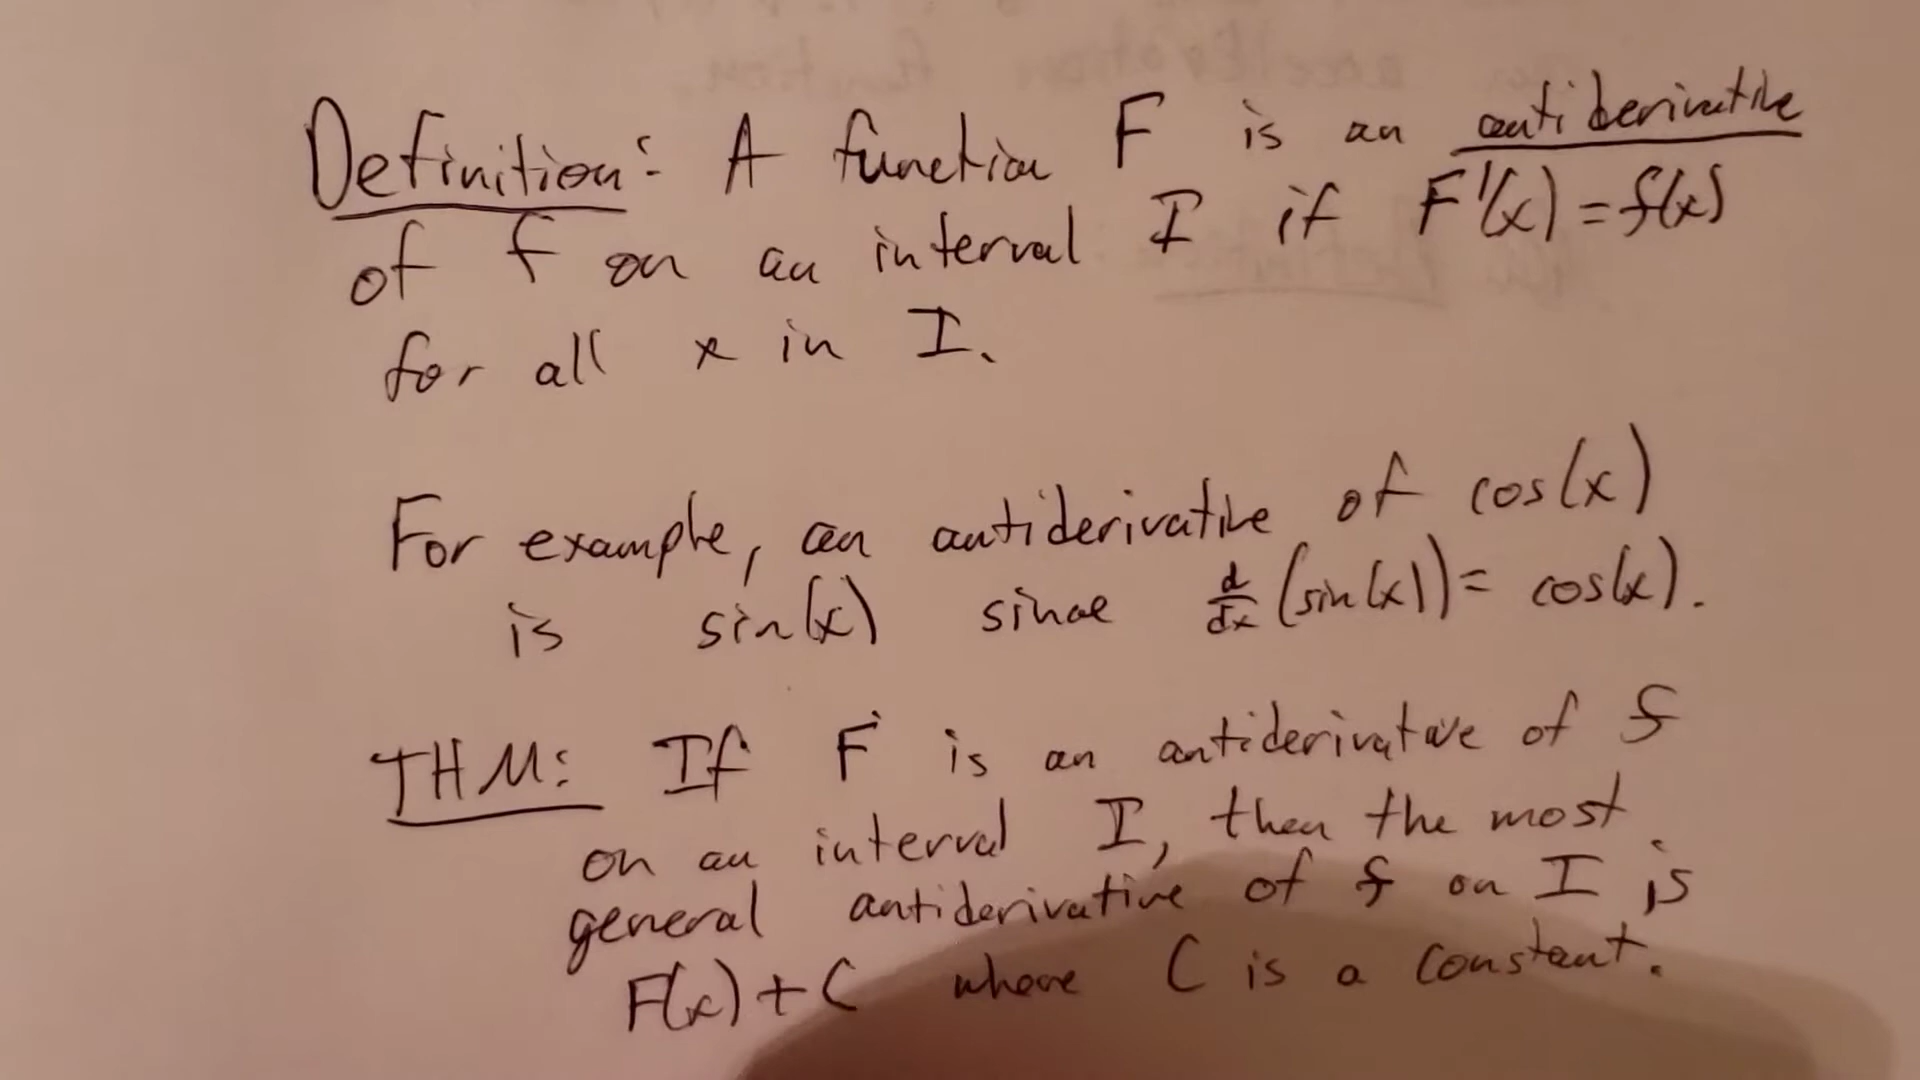 Definition: A function F is an antiderivative
of f on an interval I if F'(x) = f(x)
for all x in I.
For example, an antiderivative of cos(x)
is sin(x) since d/dx (sin(x)) = cos(x).
THM: If F is an antiderivative of f
on an interval I, then the most
general antiderivative of f on I is
F(x) + C where C is a constant.